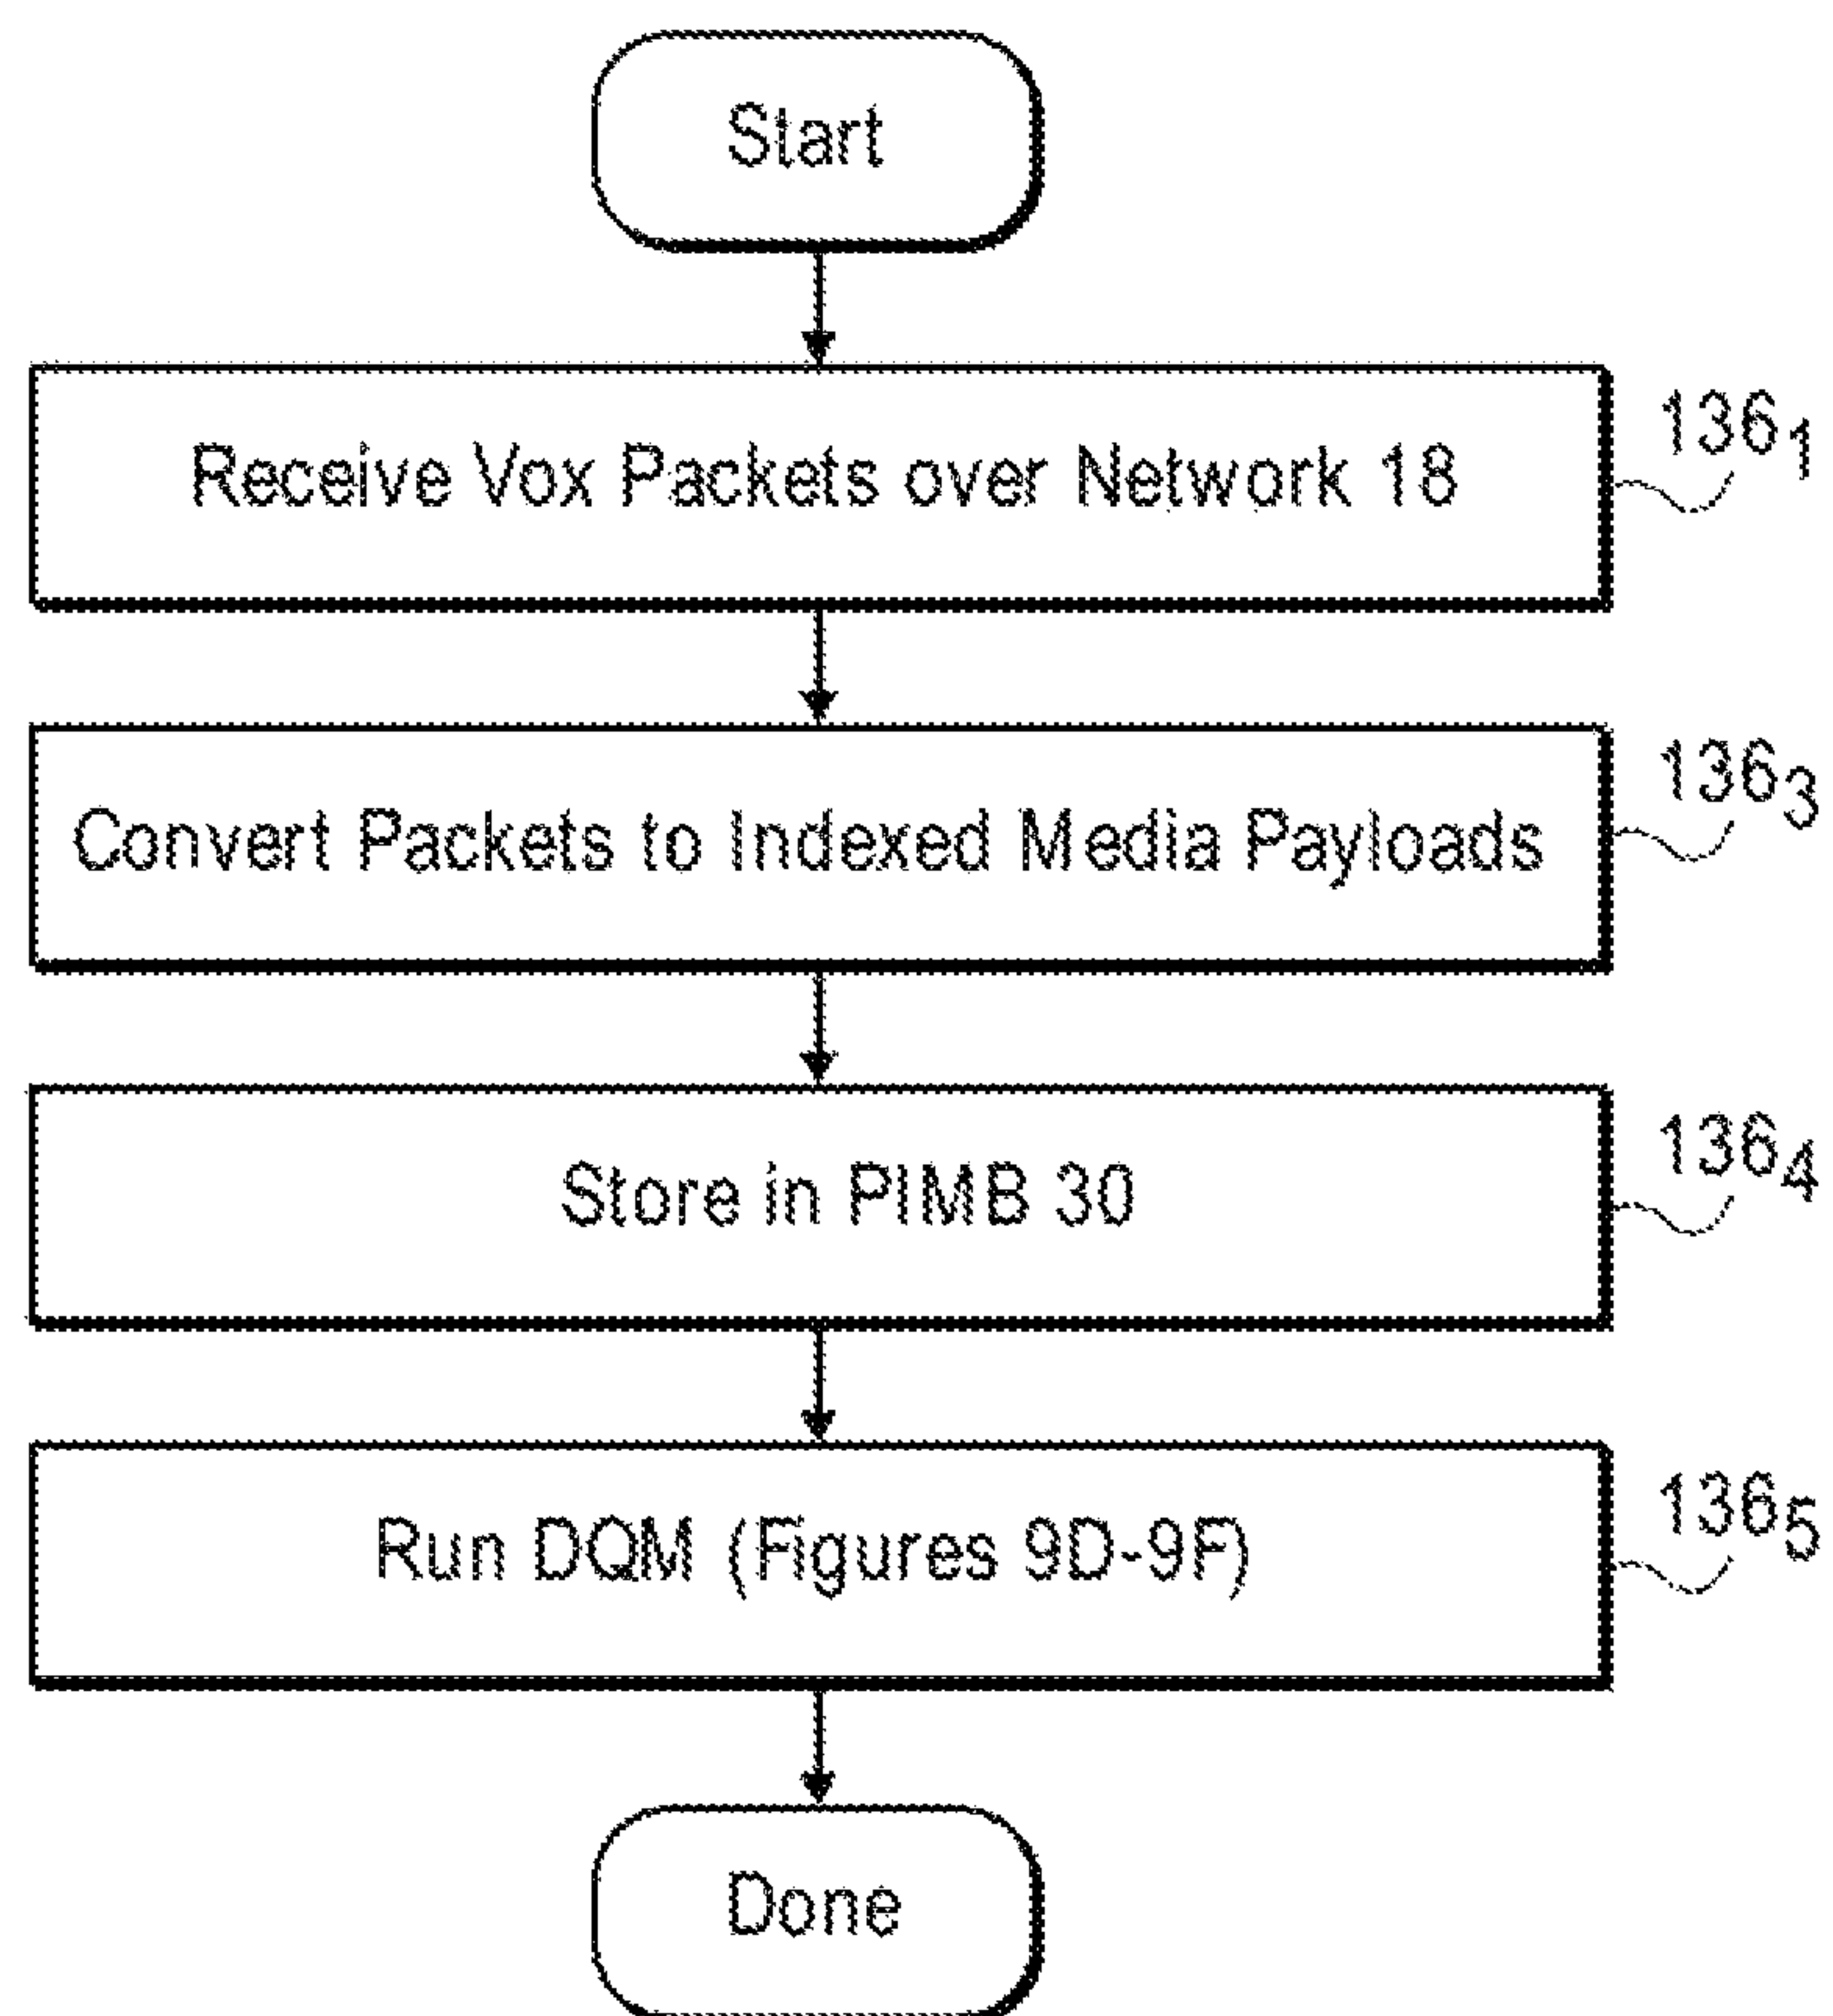 Start
Receive Vox Packets over Network 18
136₁
Convert Packets to Indexed Media Payloads
136₃
Store in PIMB 30
136₄
Run DQM (Figures 9D-9F)
136₅
Done